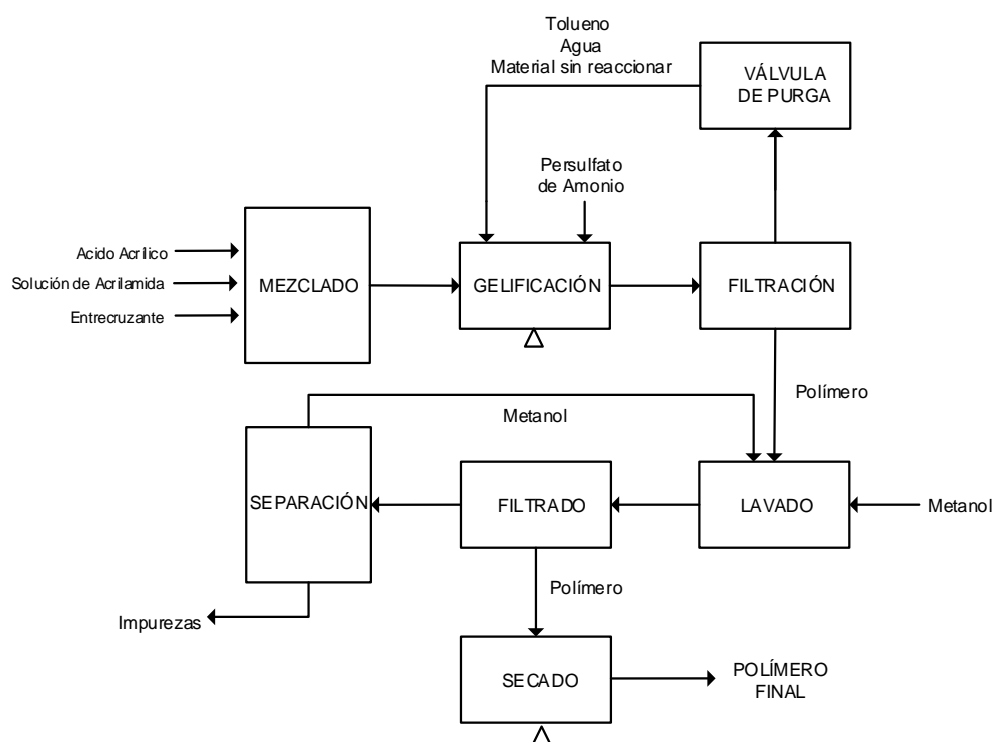 Tolueno
Agua
Material sin reaccionar
VÁLVULA
DE PURGA
Persulfato
de Amonio
Acido Acrílico
Solución de Acrilamida
Entrecruzante
MEZCLADO
GELIFICACIÓN
FILTRACIÓN
Polímero
Metanol
SEPARACIÓN
FILTRADO
LAVADO
Metanol
Polímero
Impurezas
SECADO
POLÍMERO
FINAL